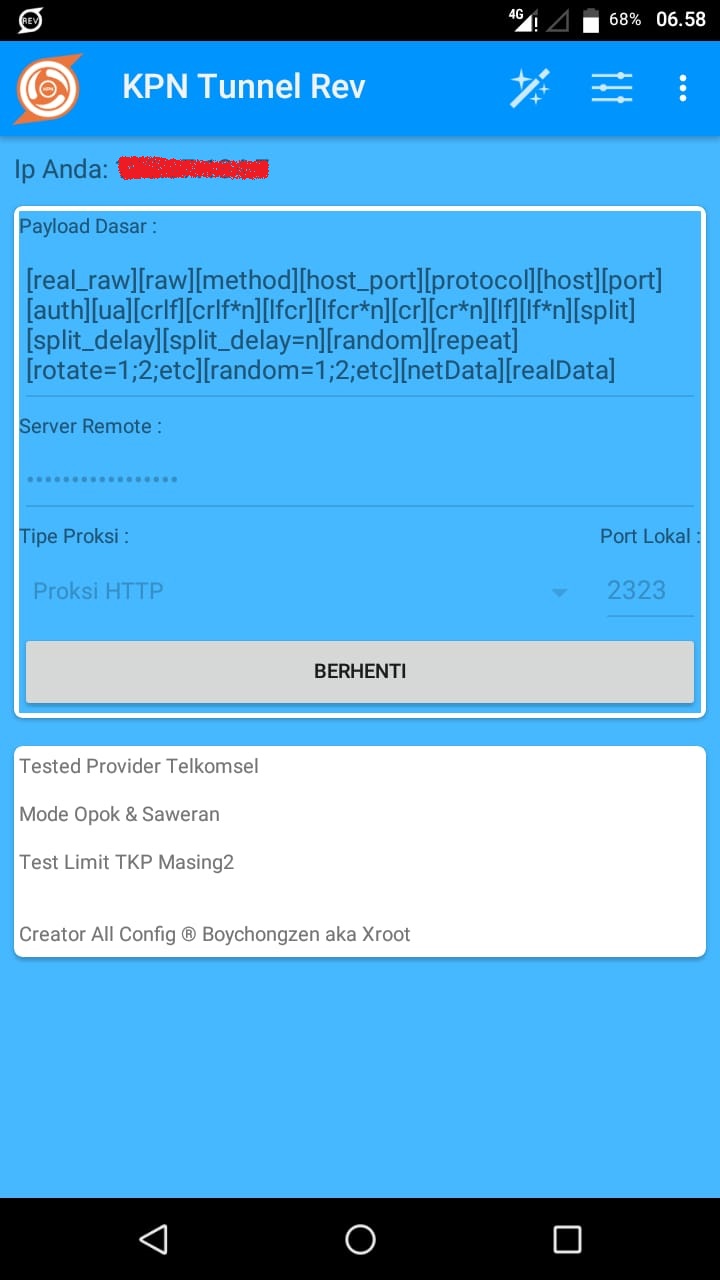 REV
4G
68%
06.58
KPN Tunnel Rev
Ip Anda:
Payload Dasar :
[real_raw][raw][method][host_port][protocol][host][port]
[auth][ua][crlf][crlf*n][lfcr][lfcr*n][cr][cr*n][lf][lf*n][split]
[split_delay][split_delay=n][random][repeat]
[rotate=1;2;etc][random=1;2;etc][netData][realData]
Server Remote :
•••••••••••••••••
Tipe Proksi :
Port Lokal :
Proksi HTTP
2323
BERHENTI
Tested Provider Telkomsel
Mode Opok & Saweran
Test Limit TKP Masing2
Creator All Config ® Boychongzen aka Xroot